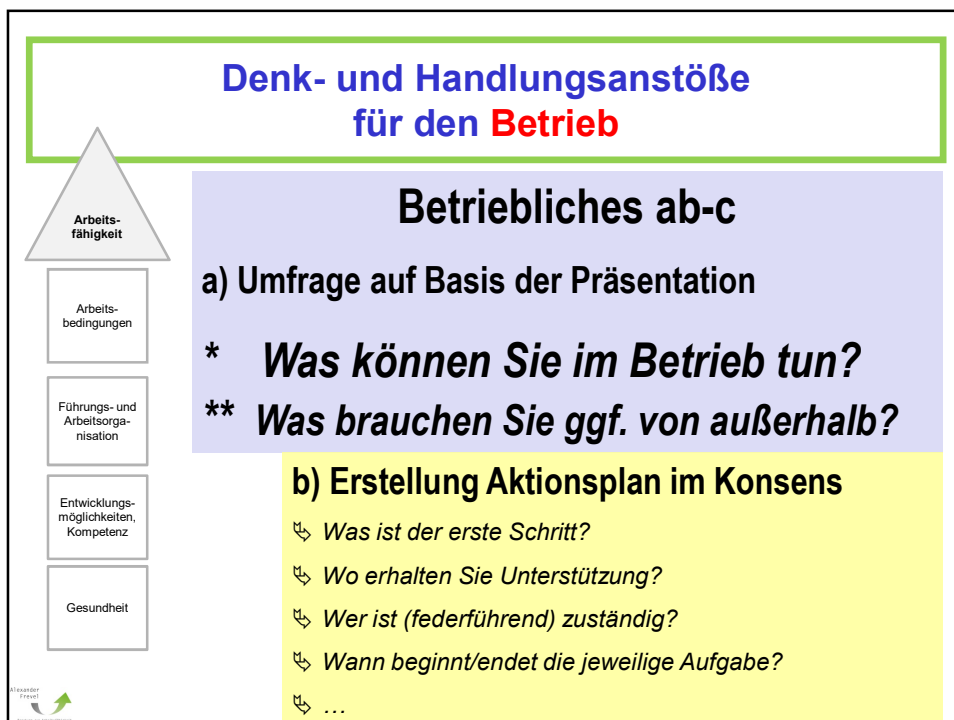 Denk- und Handlungsanstöße
für den Betrieb
Arbeits-
fähigkeit
Arbeits-
bedingungen
Führungs- und
Arbeitsorga-
nisation
Entwicklungs-
möglichkeiten,
Kompetenz
Gesundheit
Betriebliches ab-c
a) Umfrage auf Basis der Präsentation
* Was können Sie im Betrieb tun?
** Was brauchen Sie ggf. von außerhalb?
b) Erstellung Aktionsplan im Konsens
Was ist der erste Schritt?
Wo erhalten Sie Unterstützung?
Wer ist (federführend) zuständig?
Wann beginnt/endet die jeweilige Aufgabe?
…
Alexander
Frevel